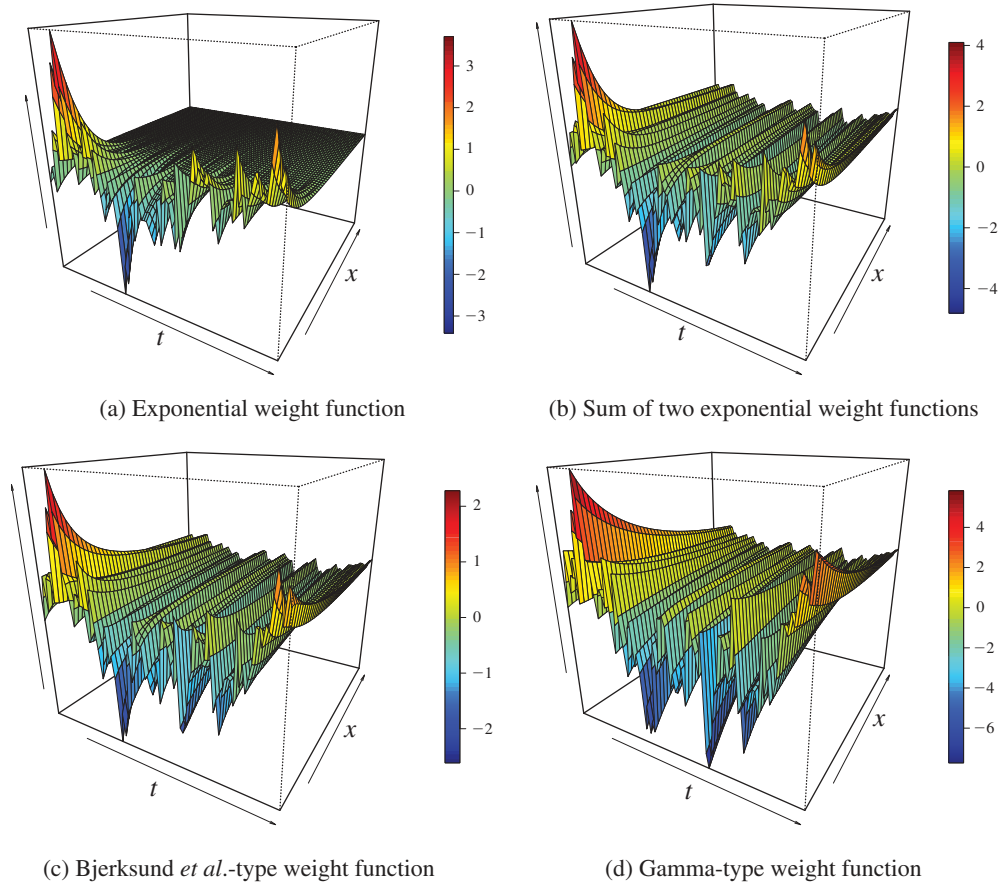 3
2
1
0
−1
−2
−3
t
x
(a) Exponential weight function
4
2
0
−2
−4
t
x
(b) Sum of two exponential weight functions
2
1
0
−1
−2
t
x
(c) Bjerksund et al.-type weight function
4
2
0
−2
−4
−6
t
x
(d) Gamma-type weight function